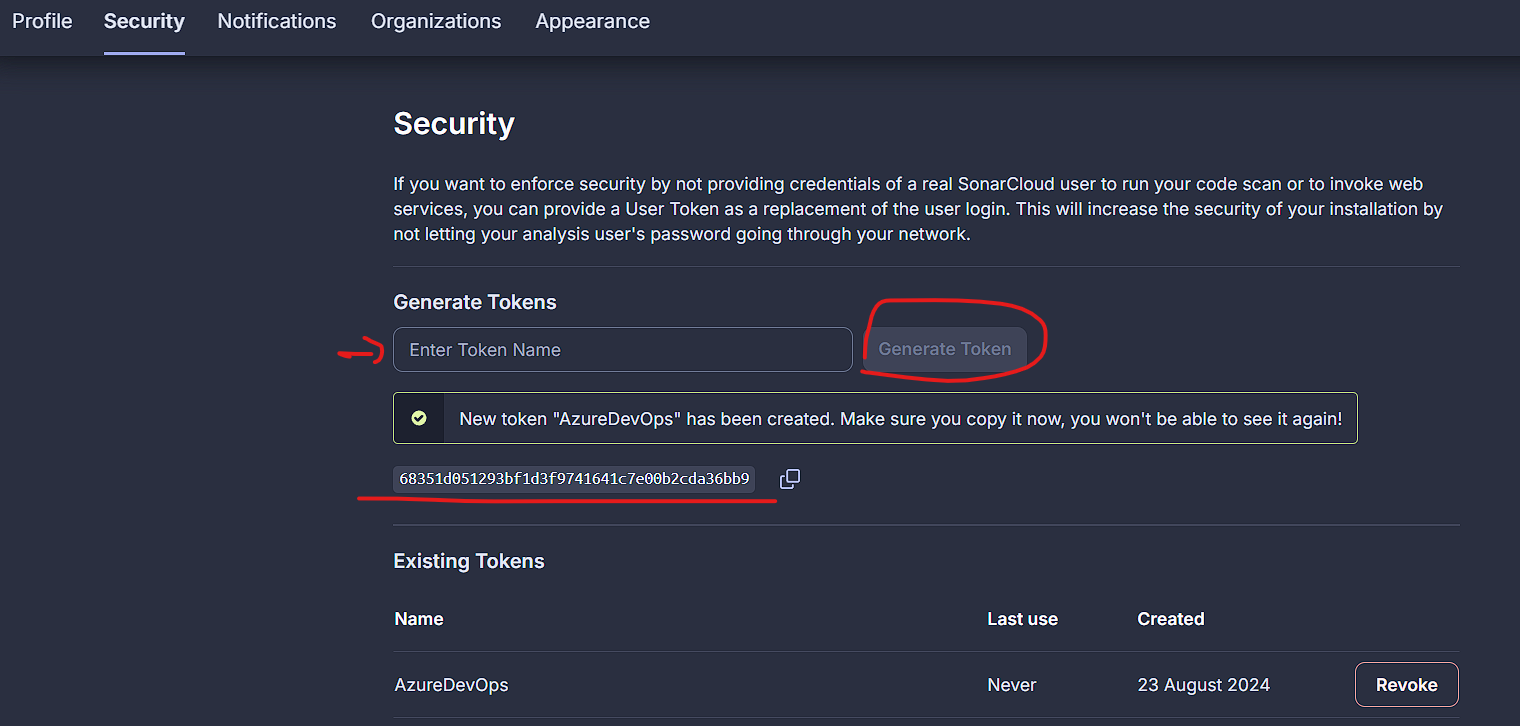 Profile Security Notifications Organizations Appearance
Security
If you want to enforce security by not providing credentials of a real SonarCloud user to run your code scan or to invoke web
services, you can provide a User Token as a replacement of the user login. This will increase the security of your installation by
not letting your analysis user's password going through your network.
Generate Tokens
Enter Token Name Generate Token
New token "AzureDevOps" has been created. Make sure you copy it now, you won't be able to see it again!
68351d051293bf1d3f9741641c7e00b2cda36bb9
Existing Tokens
Name Last use Created
AzureDevOps Never 23 August 2024 Revoke